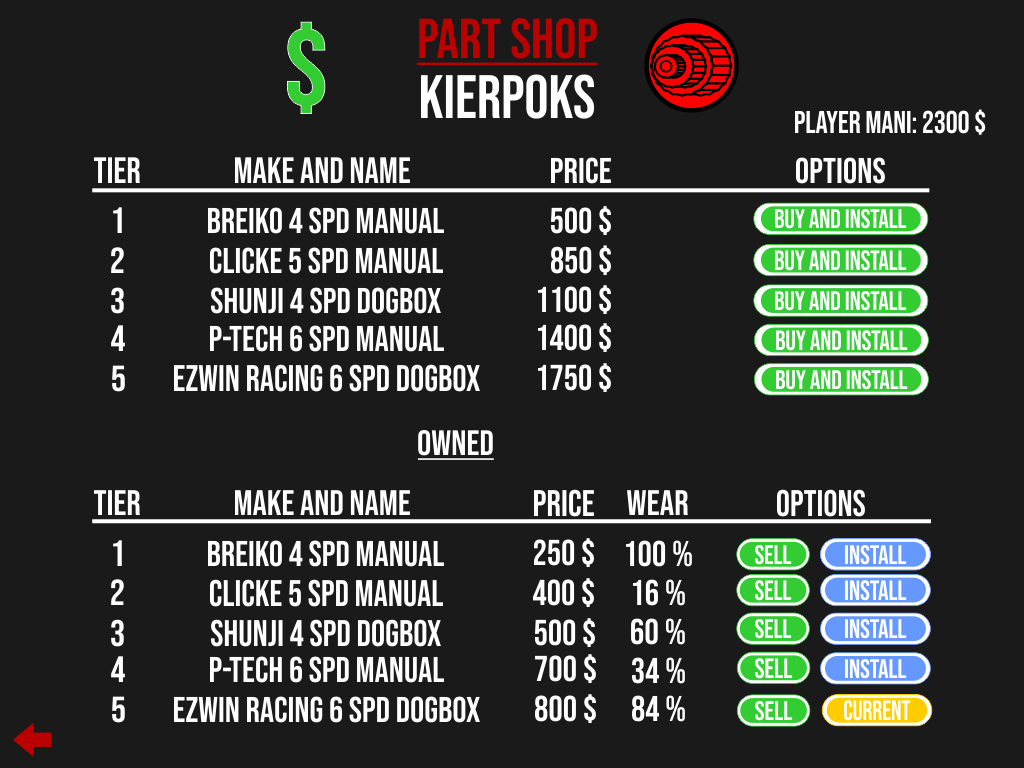 $
PART SHOP
KIERPOKS
PLAYER MANI: 2300 $
TIER MAKE AND NAME PRICE OPTIONS
1 BREIKO 4 SPD MANUAL 500 $ BUY AND INSTALL
2 CLICKE 5 SPD MANUAL 850 $ BUY AND INSTALL
3 SHUNJI 4 SPD DOGBOX 1100 $ BUY AND INSTALL
4 P-TECH 6 SPD MANUAL 1400 $ BUY AND INSTALL
5 EZWIN RACING 6 SPD DOGBOX 1750 $ BUY AND INSTALL
OWNED
TIER MAKE AND NAME PRICE WEAR OPTIONS
1 BREIKO 4 SPD MANUAL 250 $ 100 % SELL INSTALL
2 CLICKE 5 SPD MANUAL 400 $ 16 % SELL INSTALL
3 SHUNJI 4 SPD DOGBOX 500 $ 60 % SELL INSTALL
4 P-TECH 6 SPD MANUAL 700 $ 34 % SELL INSTALL
5 EZWIN RACING 6 SPD DOGBOX 800 $ 84 % SELL CURRENT